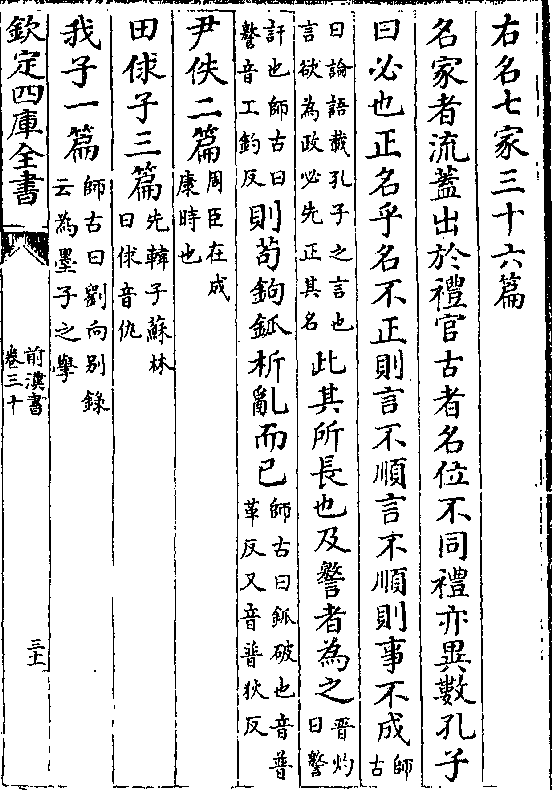 右名七家三十六篇
名家者流蓋出於禮官古者名位不同禮亦異數孔子
曰必也正名乎名不正則言不順言不順則事不成師古
曰論語載孔子之言也言欲為政必先正其名此其所長也及警者為之晉灼曰警
訐也師古曰警音工釣反則苟鉤鈲析亂而已師古曰鈲破也音普革反又音普狄反
尹佚二篇周臣在成康時也
田俅子三篇先韓子蘇林曰俅音仇
我子一篇師古曰劉向别錄云為墨子之學
欽定四庫全書
前漢書
卷三十
三十二